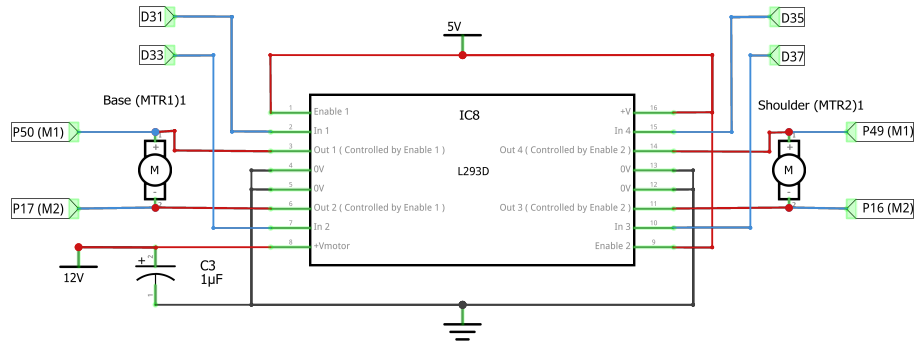 D31
D35
5V
D33
D37
Base (MTR1)1
IC8
Shoulder (MTR2)1
1
Enable 1
+V
16
2
In 1
In 4
15
P50 (M1)
P49 (M1)
3
Out 1 ( Controlled by Enable 1 )
Out 4 ( Controlled by Enable 2 )
14
+
M
-
4
0V
L293D
0V
13
+
M
-
5
0V
0V
12
P17 (M2)
P16 (M2)
6
Out 2 ( Controlled by Enable 1 )
Out 3 ( Controlled by Enable 2 )
11
7
In 2
In 3
10
8
+Vmotor
Enable 2
9
12V
+
2
1
C3
1µF